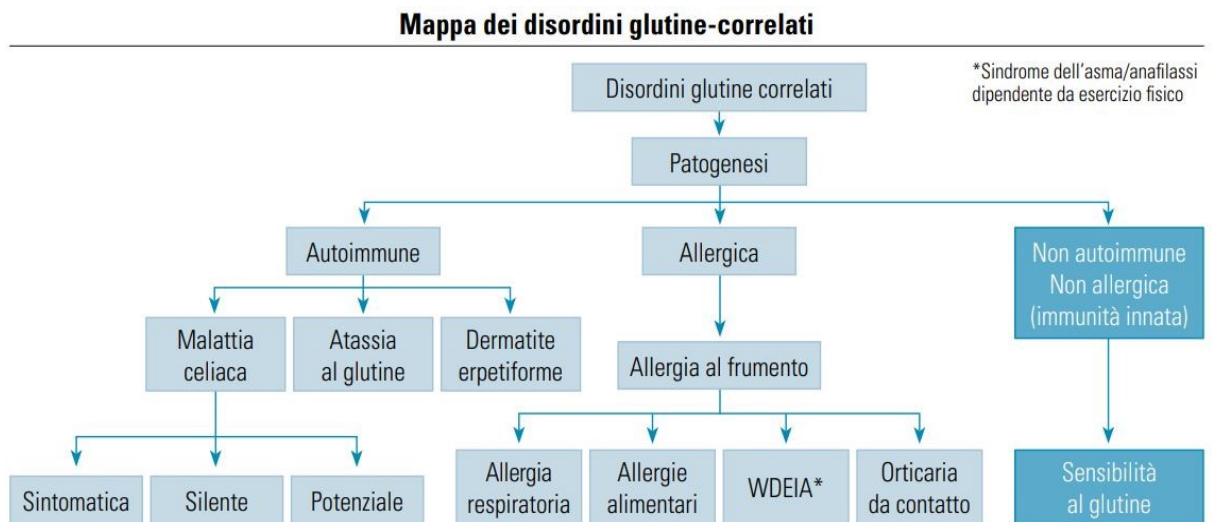 Mappa dei disordini glutine-correlati
*Sindrome dell'asma/anafilassi
dipendente da esercizio fisico
Disordini glutine correlati
Patogenesi
Autoimmune
Allergica
Non autoimmune
Non allergica
(immunità innata)
Malattia
celiaca
Atassia
al glutine
Dermatite
erpetiforme
Allergia al frumento
Sintomatica
Silente
Potenziale
Allergia
respiratoria
Allergie
alimentari
WDEIA*
Orticaria
da contatto
Sensibilità
al glutine